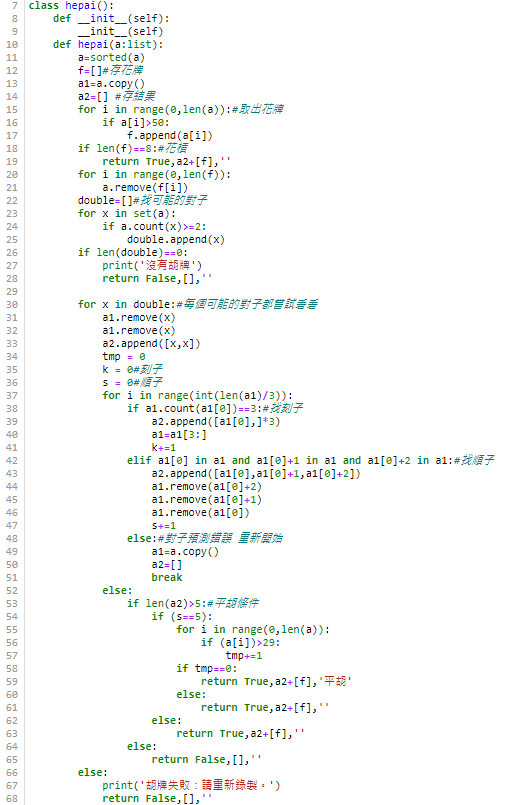 7 class hepai():
8     def __init__(self):
9         __init__(self)
10     def hepai(a:list):
11         a=sorted(a)
12         f=[]#存花牌
13         a1=a.copy()
14         a2=[] #存結果
15         for i in range(0,len(a)):#取出花牌
16             if a[i]>50:
17                 f.append(a[i])
18         if len(f)==8:#花槓
19             return True,a2+[f],''
20         for i in range(0,len(f)):
21             a.remove(f[i])
22         double=[]#找可能的對子
23         for x in set(a):
24             if a.count(x)>=2:
25                 double.append(x)
26         if len(double)==0:
27             print('沒有胡牌')
28             return False,[],''
29
30         for x in double:#每個可能的對子都嘗試看看
31             a1.remove(x)
32             a1.remove(x)
33             a2.append([x,x])
34             tmp = 0
35             k = 0#刻子
36             s = 0#順子
37             for i in range(int(len(a1)/3)):
38                 if a1.count(a1[0])==3:#找刻子
39                     a2.append([a1[0],]*3)
40                     a1=a1[3:]
41                     k+=1
42                 elif a1[0] in a1 and a1[0]+1 in a1 and a1[0]+2 in a1:#找順子
43                     a2.append([a1[0],a1[0]+1,a1[0]+2])
44                     a1.remove(a1[0]+2)
45                     a1.remove(a1[0]+1)
46                     a1.remove(a1[0])
47                     s+=1
48                 else:#對子預測錯誤 重新開始
49                     a1=a.copy()
50                     a2=[]
51                     break
52             else:
53                 if len(a2)>5:#平胡條件
54                     if (s==5):
55                         for i in range(0,len(a)):
56                             if (a[i])>29:
57                                 tmp+=1
58                         if tmp==0:
59                             return True,a2+[f],'平胡'
60                         else:
61                             return True,a2+[f],''
62                     else:
63                         return True,a2+[f],''
64                 else:
65                     return False,[],''
66         else:
67             print('胡牌失敗：請重新錄製。')
68             return False,[],''